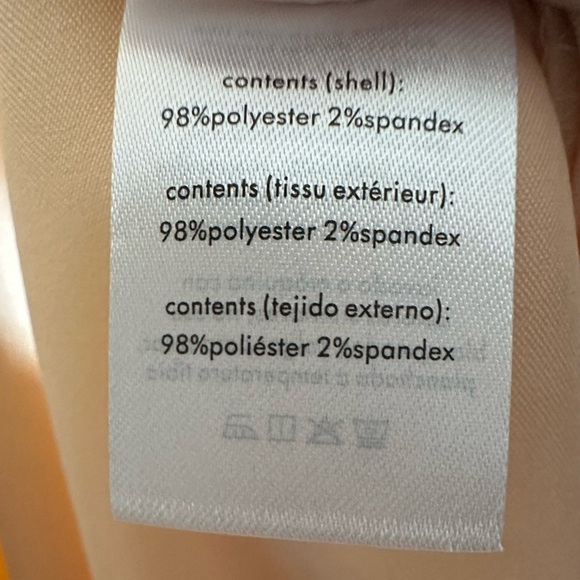 contents (shell):
98%polyester 2%spandex
contents (tissu extérieur):
98%polyester 2%spandex
contents (tejido externo):
98%poliéster 2%spandex